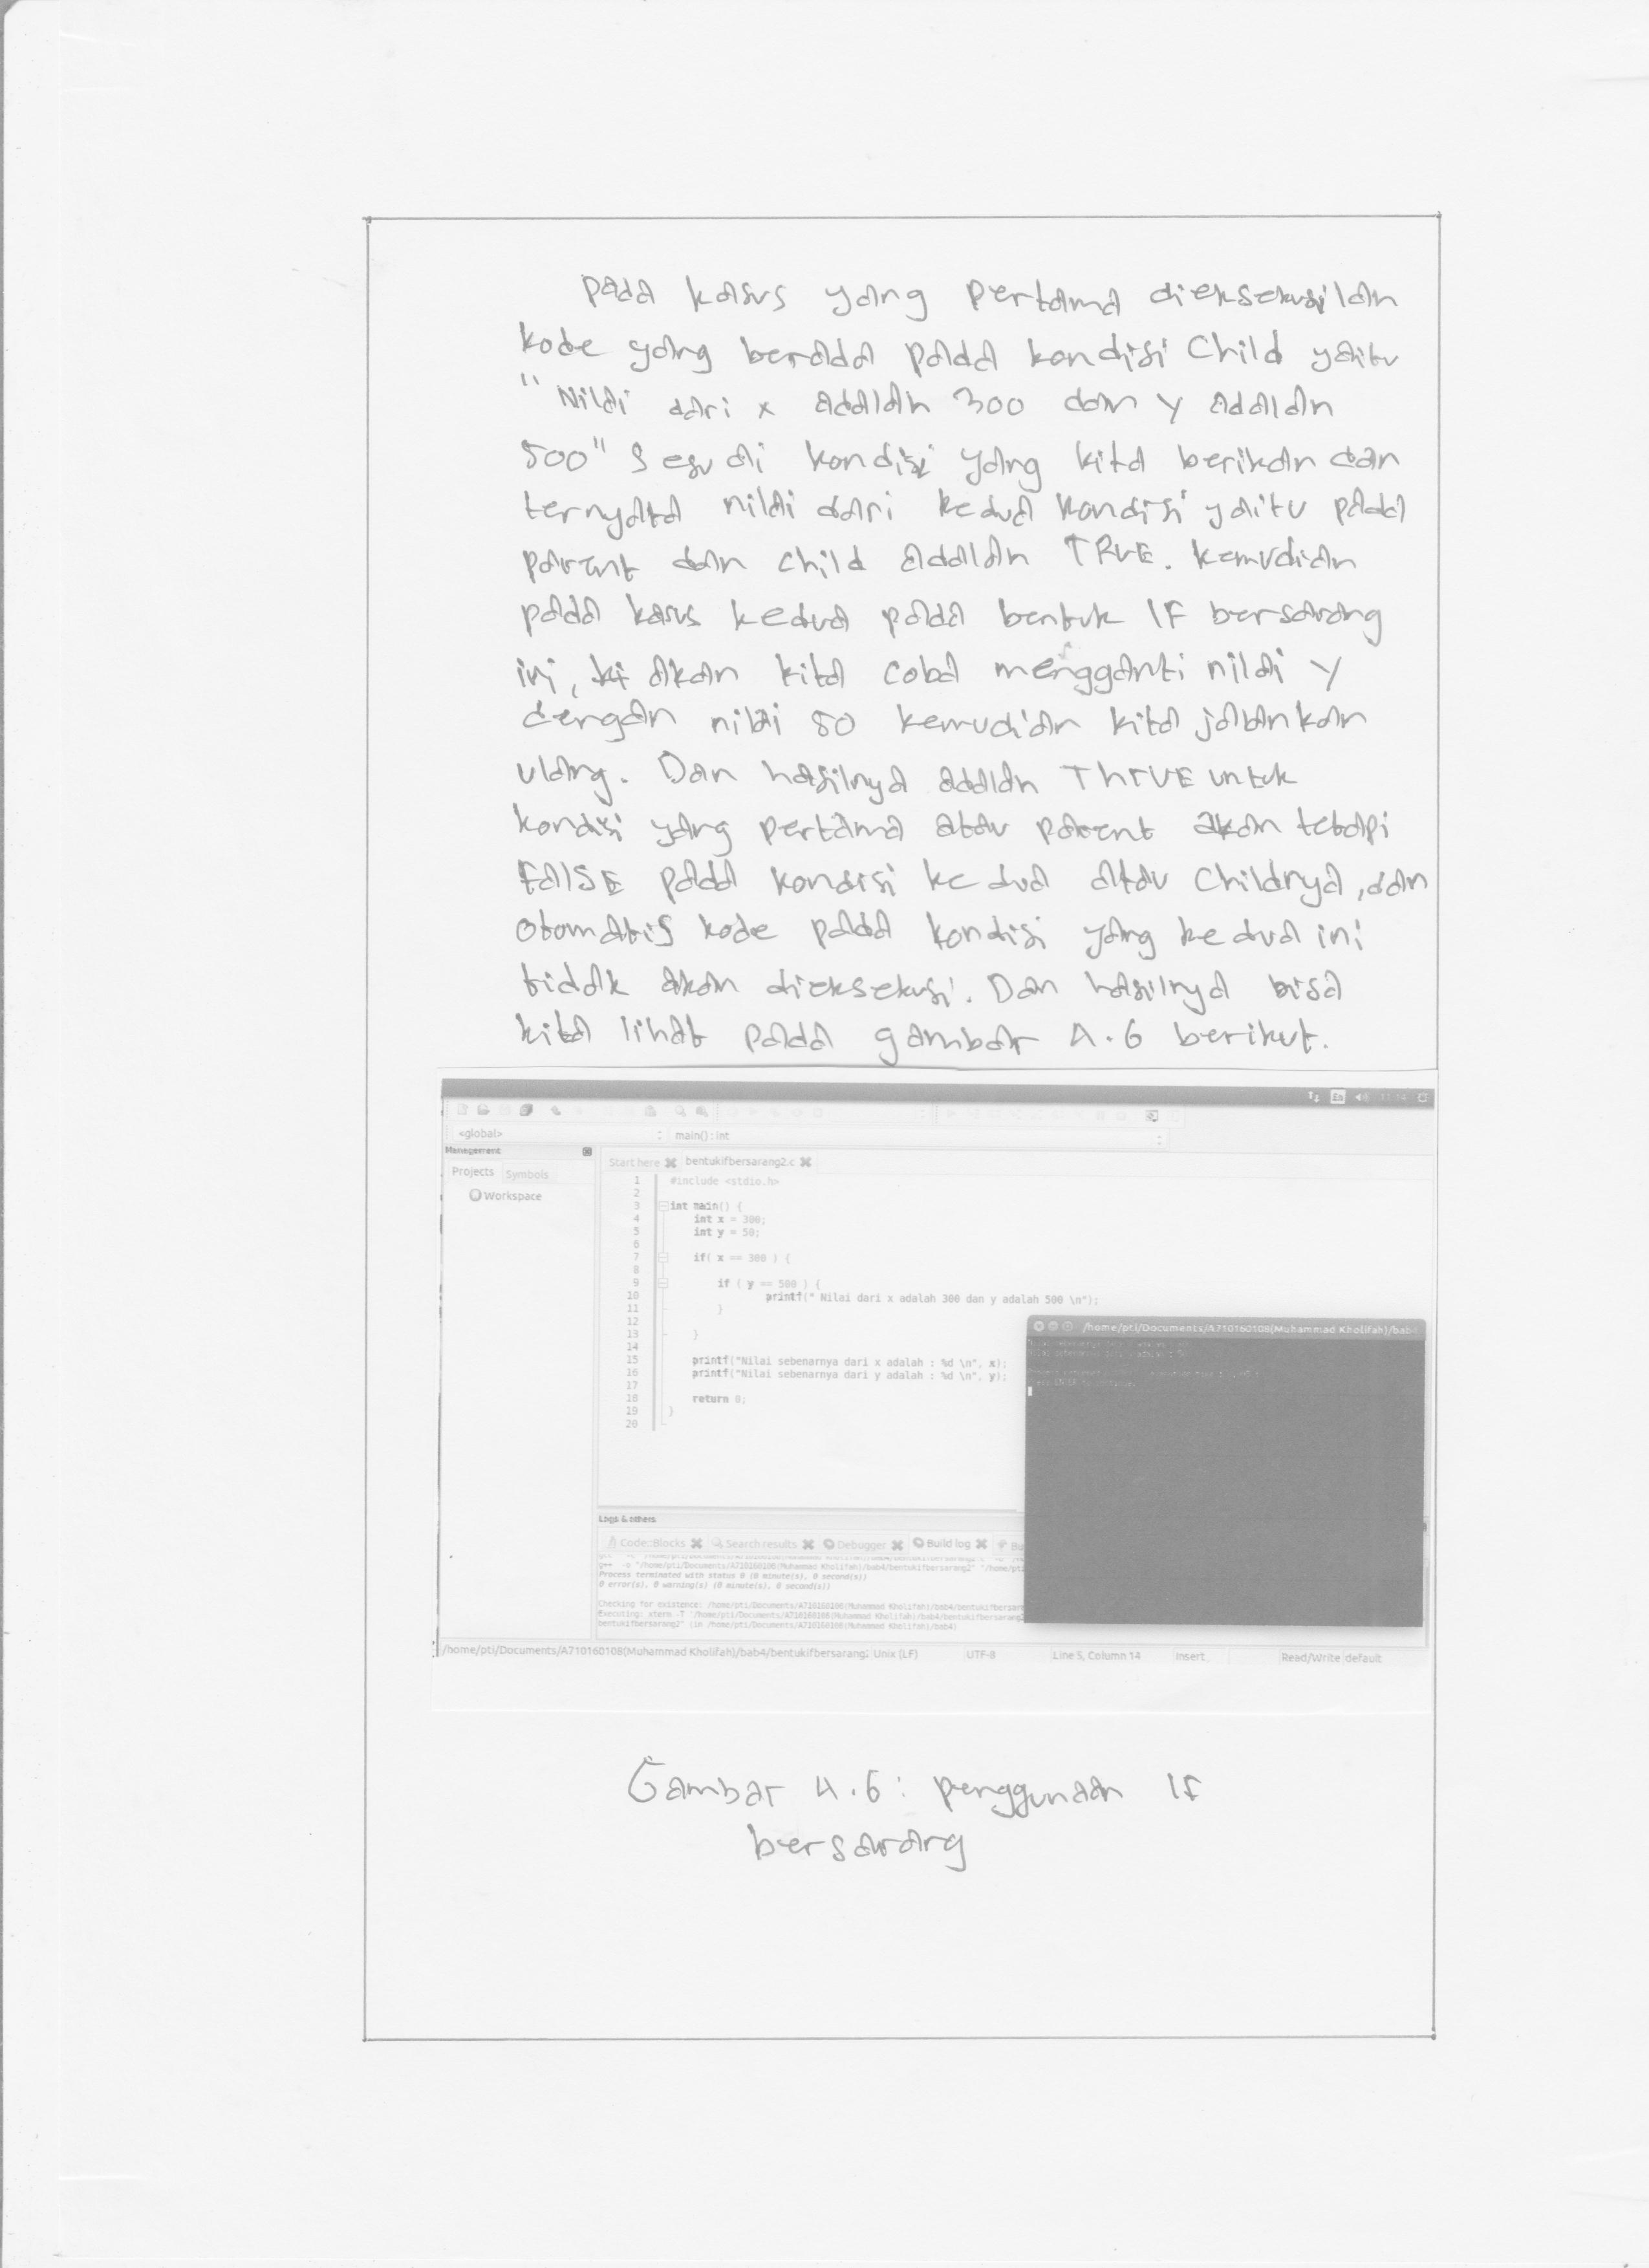 Pada kasus yang pertama dieksekusilan
kode yang berada pada kondisi Child yaitu
"Nilai dari x adalah 300 dan y adalah
500" sesuai kondisi yang kita berikan dan
ternyata nilai dari kedua kondisi yaitu pada
parent dan child adalah TRUE. kemudian
pada kasus kedua pada bentuk IF bersarang
ini, akan kita coba mengganti nilai y
dengan nilai 50 kemudian kita jalankan
ulang. Dan hasilnya adalah untuk
kondisi yang pertama atau parent akan tetapi
FAlSE pada kondisi kedua atau Childnya, dan
otomatis kode pada kondisi yang kedua ini
tidak akan dieksekusi. Dan hasilnya bisa
kita lihat pada gambar 4.6 berikut.
En 11:14
<global>
main() : int
Management
Projects Symbols
Workspace
Start here bentukifbersarang2.c
1 #include <stdio.h>
2
3 int main() {
4 int x = 300;
5 int y = 50;
6
7 if( x == 300 ) {
8
9 if ( y == 500 ) {
10 printf(" Nilai dari x adalah 300 dan y adalah 500 \n");
11 }
12
13 }
14
15 printf("Nilai sebenarnya dari x adalah : %d \n", x);
16 printf("Nilai sebenarnya dari y adalah : %d \n", y);
17
18 return 0;
19 }
20
/home/pti/Documents/A710160108(Muhammad Kholifah)/bab4
Logs & others
Code::Blocks Search results Debugger Build log Bu
g++ -o "/home/pti/Documents/A710160108(Muhammad Kholifah)/bab4/bentukifbersarang2" "/home/pti
Process terminated with status 0 (0 minute(s), 0 second(s))
0 error(s), 0 warning(s) (0 minute(s), 0 second(s))
Checking for existence: /home/pti/Documents/A710160108(Muhammad Kholifah)/bab4/bentukifbersara
Executing: xterm -T '/home/pti/Documents/A710160108(Muhammad Kholifah)/bab4/bentukifbersarang
bentukifbersarang2" (in /home/pti/Documents/A710160108(Muhammad Kholifah)/bab4)
/home/pti/Documents/A710160108(Muhammad Kholifah)/bab4/bentukifbersarang2 Unix (LF) UTF-8 Line 5, Column 14 Insert Read/Write default
Gambar 4.6 : penggunaan If
bersarang